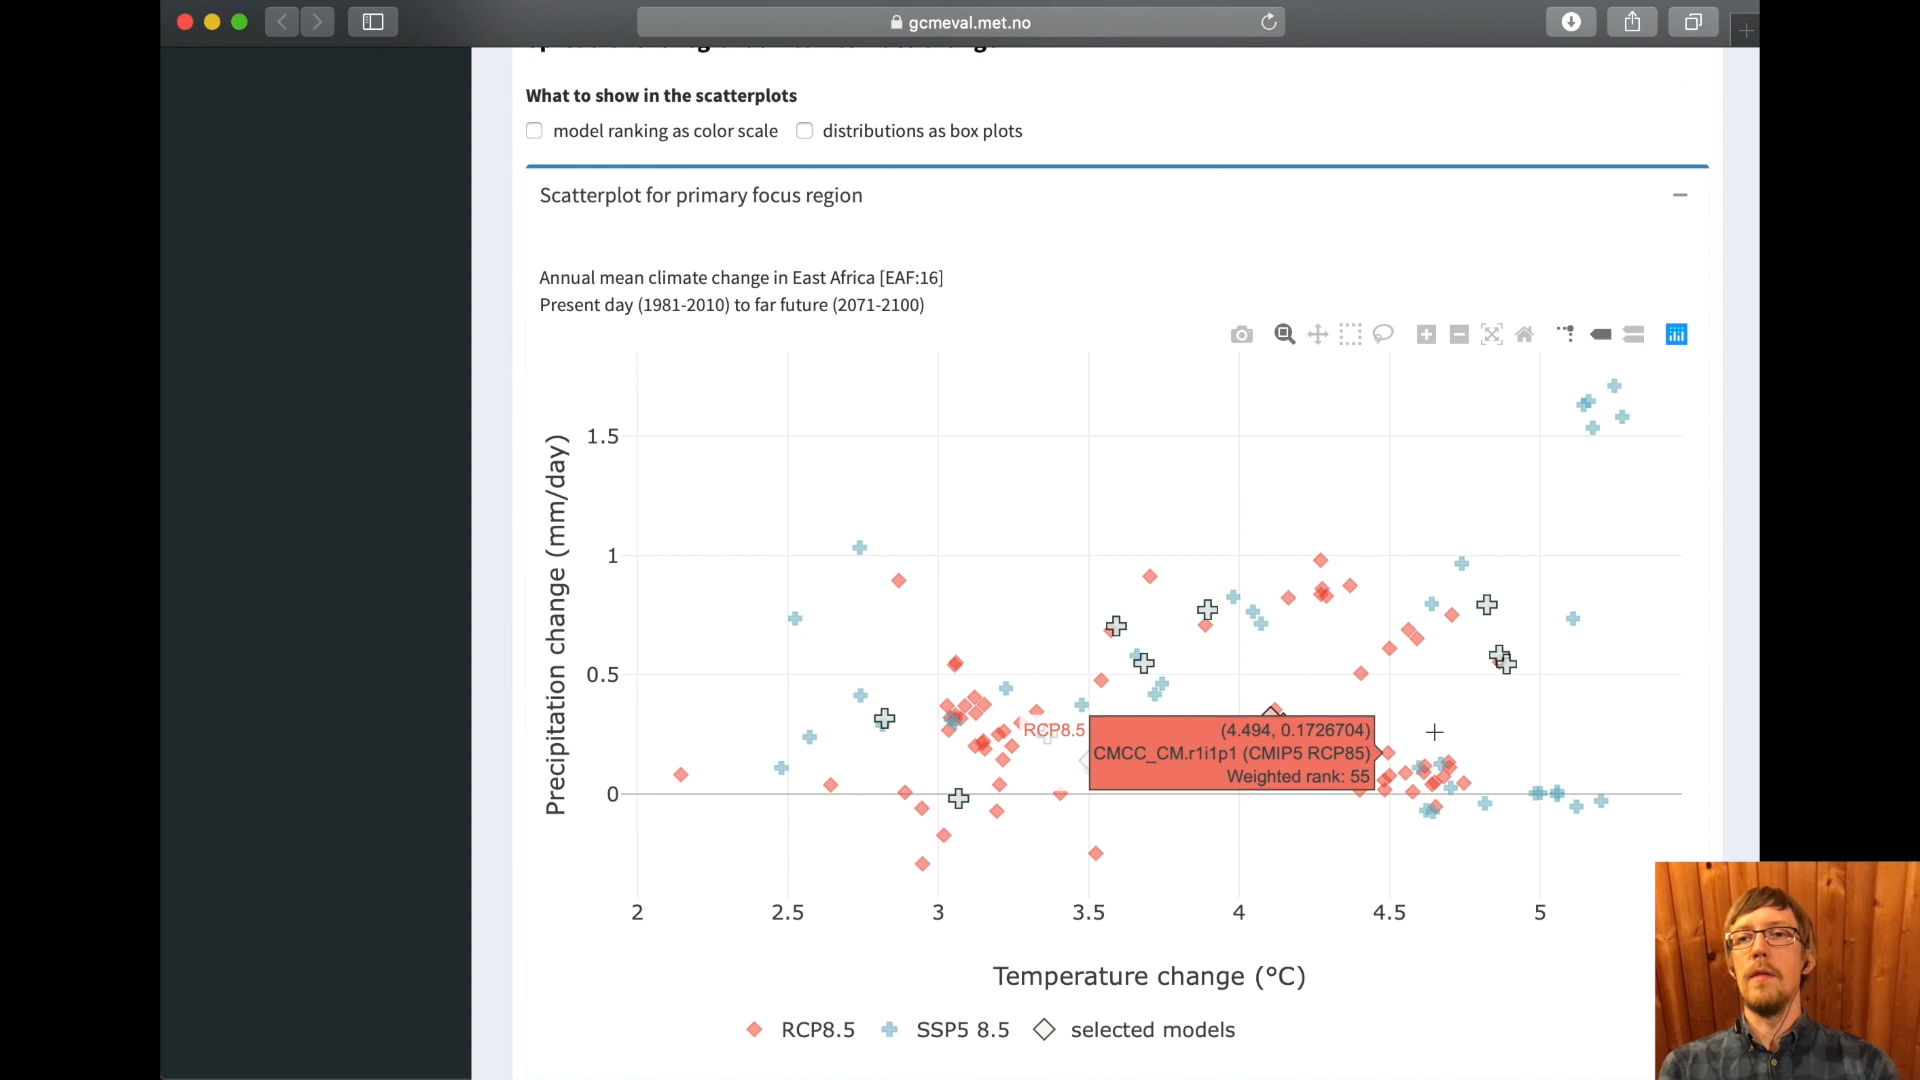 gcmeval.met.no
What to show in the scatterplots
model ranking as color scale
distributions as box plots
Scatterplot for primary focus region
Annual mean climate change in East Africa [EAF:16]
Present day (1981-2010) to far future (2071-2100)
Precipitation change (mm/day)
1.5
1
0.5
0
RCP8.5
(4.494, 0.1726704)
CMCC_CM.r1i1p1 (CMIP5 RCP85)
Weighted rank: 55
2
2.5
3
3.5
4
4.5
5
Temperature change (°C)
RCP8.5
SSP5 8.5
selected models